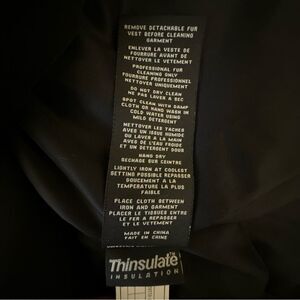 REMOVE DETACHABLE FUR
VEST BEFORE CLEANING
GARMENT
ENLEVER LA VESTE DE
FOURRURE AVANT DE
NETTOYER LE VETEMENT
PROFESSIONAL FUR
CLEANING ONLY
FOURRURE PROFESSIONNEL
NETTOYER UNIQUEMENT
DO NOT DRY CLEAN
NE PAS LAVER A SEC
SPOT CLEAN WITH DAMP
CLOTH OR HAND WASH IN
COLD WATER USING
MILD DETERGENT
NETTOYER LES TACHES
AVEC UN ISSUE HUMIDE
OU LAVER A LA MAIN
AVEC DE L'EAU FROIDE
ET UN DETERGENT DOUX
HAND DRY
RECHAGE SUR CEINTRE
LIGHTLY IRON AT COOLEST
SETTING POSSIBLE REPASSER
GOUCEMENT A LA
TEMPERATURE LA PLUS
FAIBLE
PLACE CLOTH BETWEEN
IRON AND GARMENT
PLACER LE TISSUES ENTRE
LE FER A REPASSER
ET LE VETEMENT
MADE IN CHINA
FAIT EN CHINE
Thinsulate
INSULATION